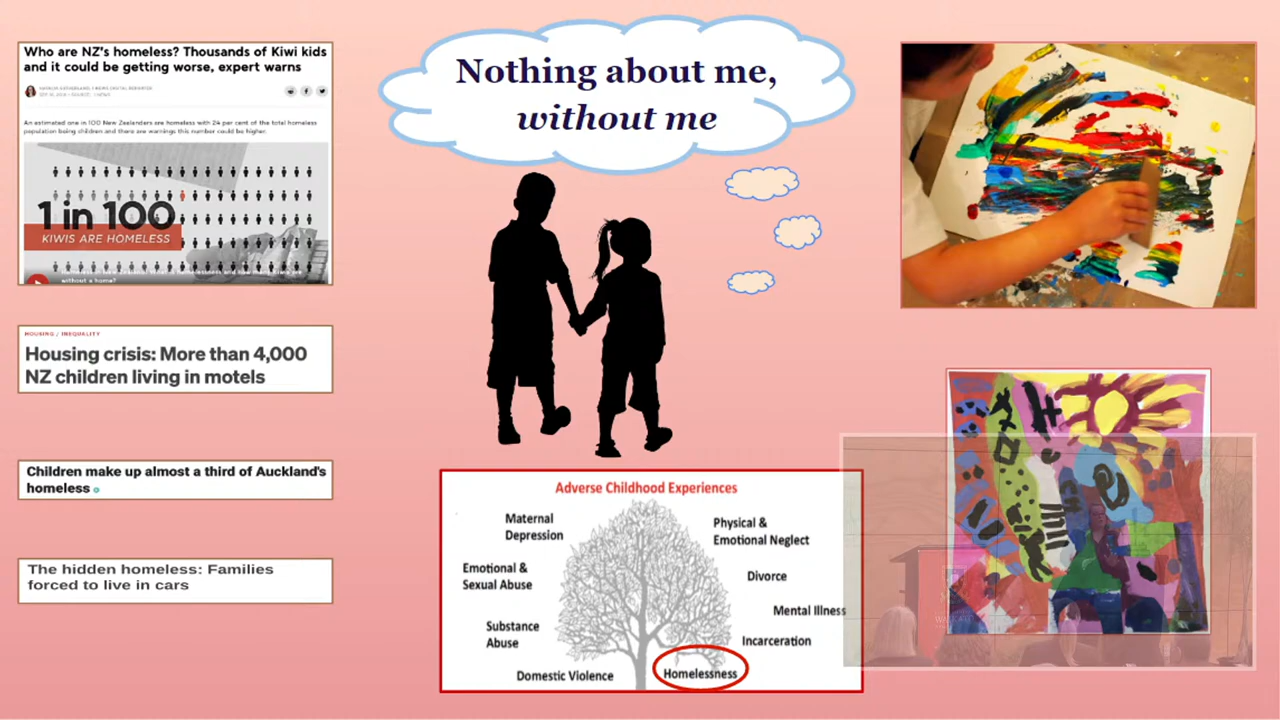 Who are NZ's homeless? Thousands of Kiwi kids
and it could be getting worse, expert warns
An estimated one in 100 New Zealanders are homeless with 24 per cent of the total homeless
population being children and there are warnings this number could be higher.
1 in 100
KIWIS ARE HOMELESS
without a home?
HOUSING / INEQUALITY
Housing crisis: More than 4,000
NZ children living in motels
Children make up almost a third of Auckland's
homeless
The hidden homeless: Families
forced to live in cars
Nothing about me,
without me
Adverse Childhood Experiences
Maternal
Depression
Physical &
Emotional Neglect
Emotional &
Sexual Abuse
Divorce
Mental Illness
Substance
Abuse
Incarceration
Domestic Violence
Homelessness